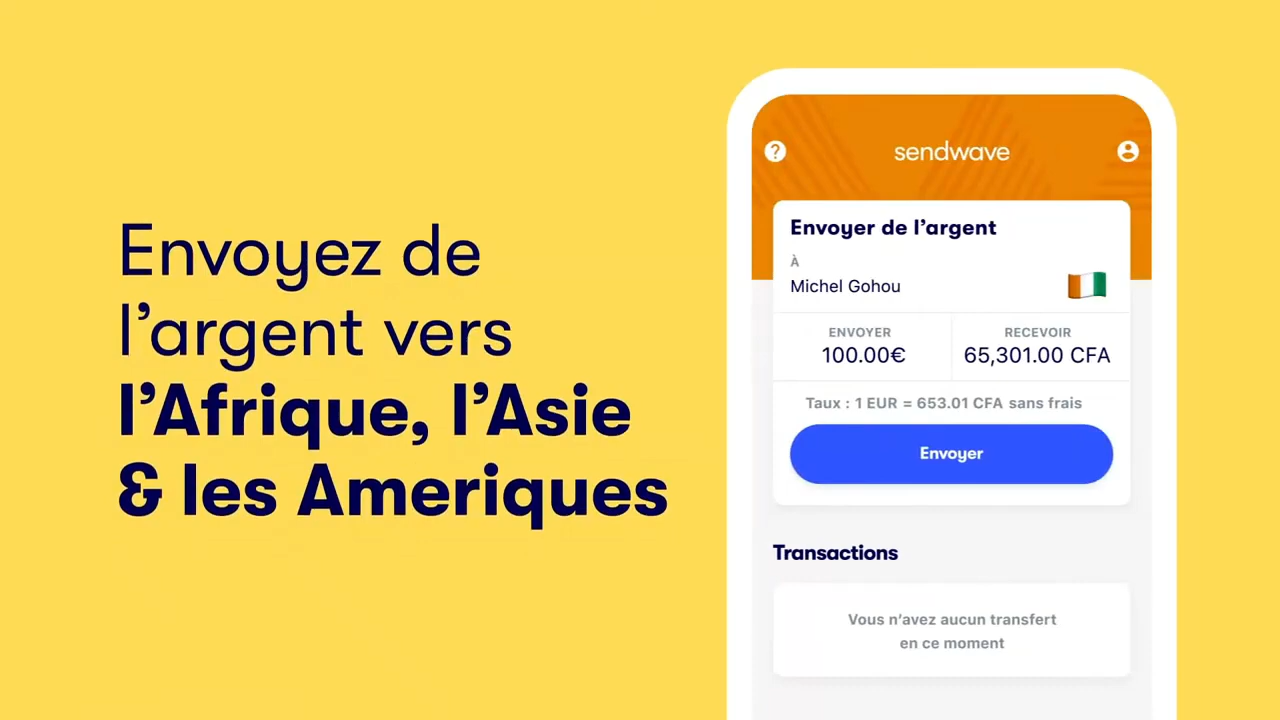 Envoyez de
l’argent vers
l’Afrique, l’Asie
& les Ameriques
?
sendwave
Envoyer de l’argent
À
Michel Gohou
ENVOYER
100.00€
RECEVOIR
65,301.00 CFA
Taux : 1 EUR = 653.01 CFA sans frais
Envoyer
Transactions
Vous n’avez aucun transfert
en ce moment